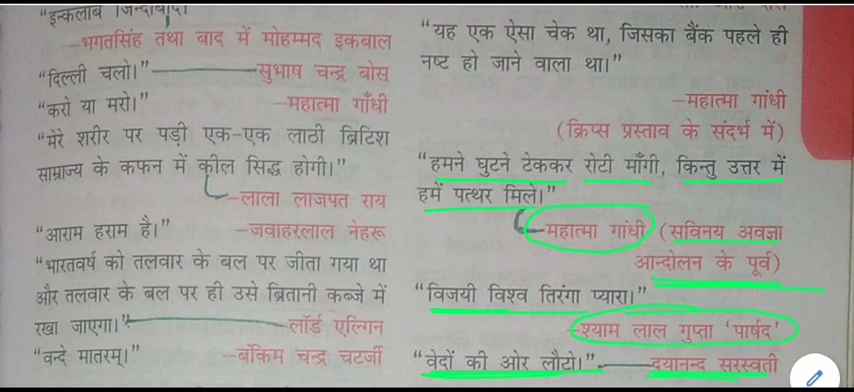 "इन्कलाब जिन्दाबाद।
–भगतसिंह तथा बाद में मोहम्मद इकबाल
"दिल्ली चलो।" –सुभाष चन्द्र बोस
"करो या मरो।" –महात्मा गाँधी
"मेरे शरीर पर पड़ी एक-एक लाठी ब्रिटिश
साम्राज्य के कफन में कील सिद्ध होगी।"
–लाला लाजपत राय
"आराम हराम है।" –जवाहरलाल नेहरू
"भारतवर्ष को तलवार के बल पर जीता गया था
और तलवार के बल पर ही उसे ब्रितानी कब्जे में
रखा जाएगा।" –लॉर्ड एल्गिन
"वन्दे मातरम्।" –बंकिम चन्द्र चटर्जी
"यह एक ऐसा चेक था, जिसका बैंक पहले ही
नष्ट हो जाने वाला था।"
–महात्मा गांधी
(क्रिप्स प्रस्ताव के संदर्भ में)
"हमने घुटने टेककर रोटी माँगी, किन्तु उत्तर में
हमें पत्थर मिले।"
–महात्मा गांधी (सविनय अवज्ञा
आन्दोलन के पूर्व)
"विजयी विश्व तिरंगा प्यारा।"
–श्याम लाल गुप्ता 'पार्षद'
"वेदों की ओर लौटो।" –दयानन्द सरस्वती